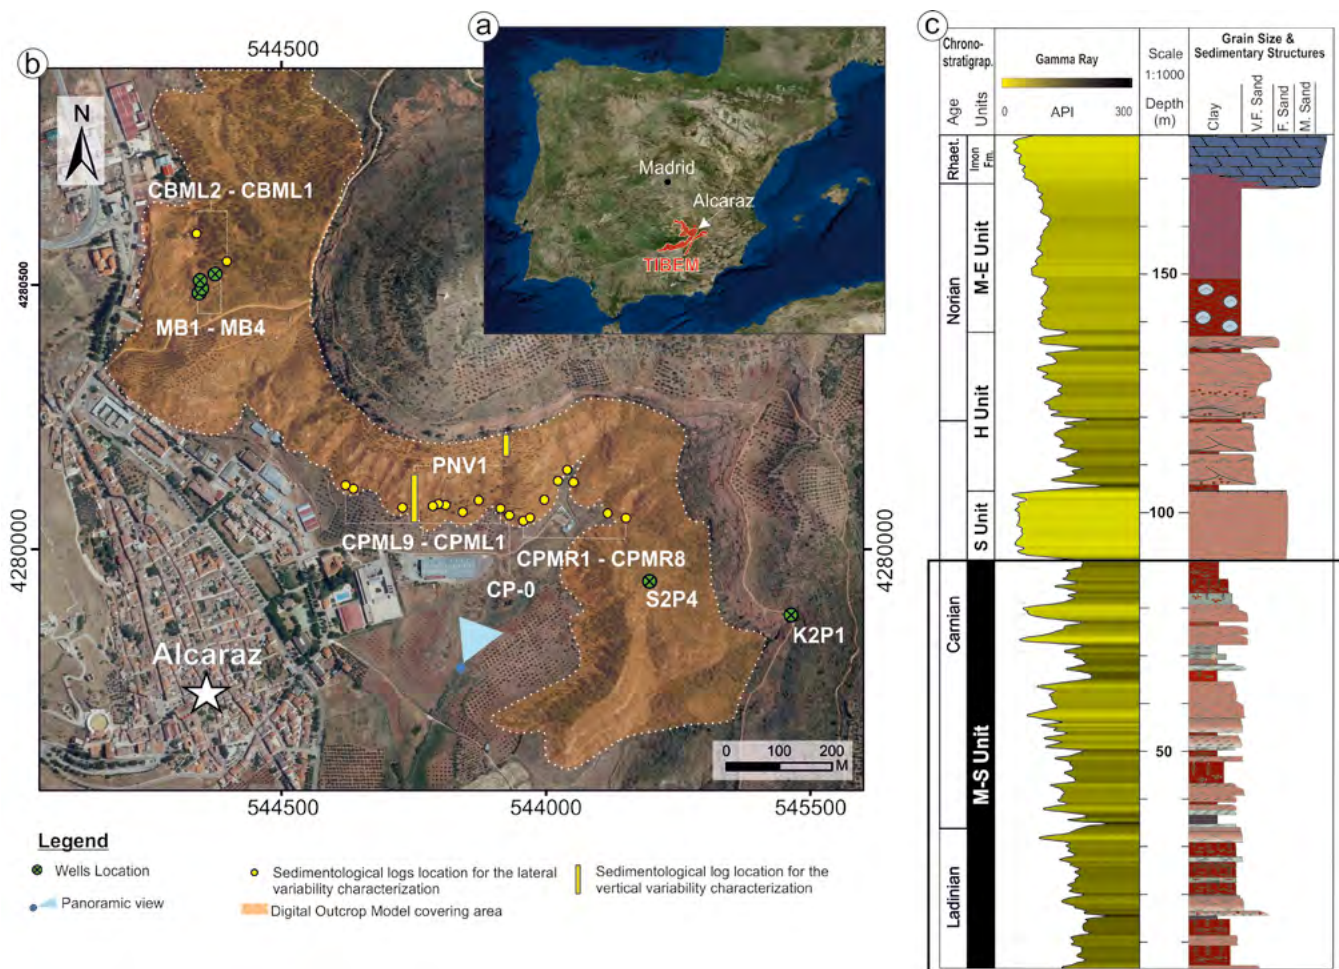 a
Madrid
Alcaraz
TIBEM
b
544500
N
CBML2 - CBML1
4280500
MB1 - MB4
PNV1
CPML9 - CPML1
CPMR1 - CPMR8
4280000
4280000
CP-0
S2P4
K2P1
Alcaraz
0 100 200
M
544500
544000
545500
Legend
Wells Location
Panoramic view
Sedimentological logs location for the lateral
variability characterization
Digital Outcrop Model covering area
Sedimentological log location for the
vertical variability characterization
c
Chrono-
stratigrap.
Age
Units
Gamma Ray
0 API 300
Scale
1:1000
Depth
(m)
Grain Size &
Sedimentary Structures
Clay
V.F. Sand
F. Sand
M. Sand
Rhaet.
Imon
Fm.
Norian
M-E Unit
150
H Unit
S Unit
100
Carnian
M-S Unit
50
Ladinian